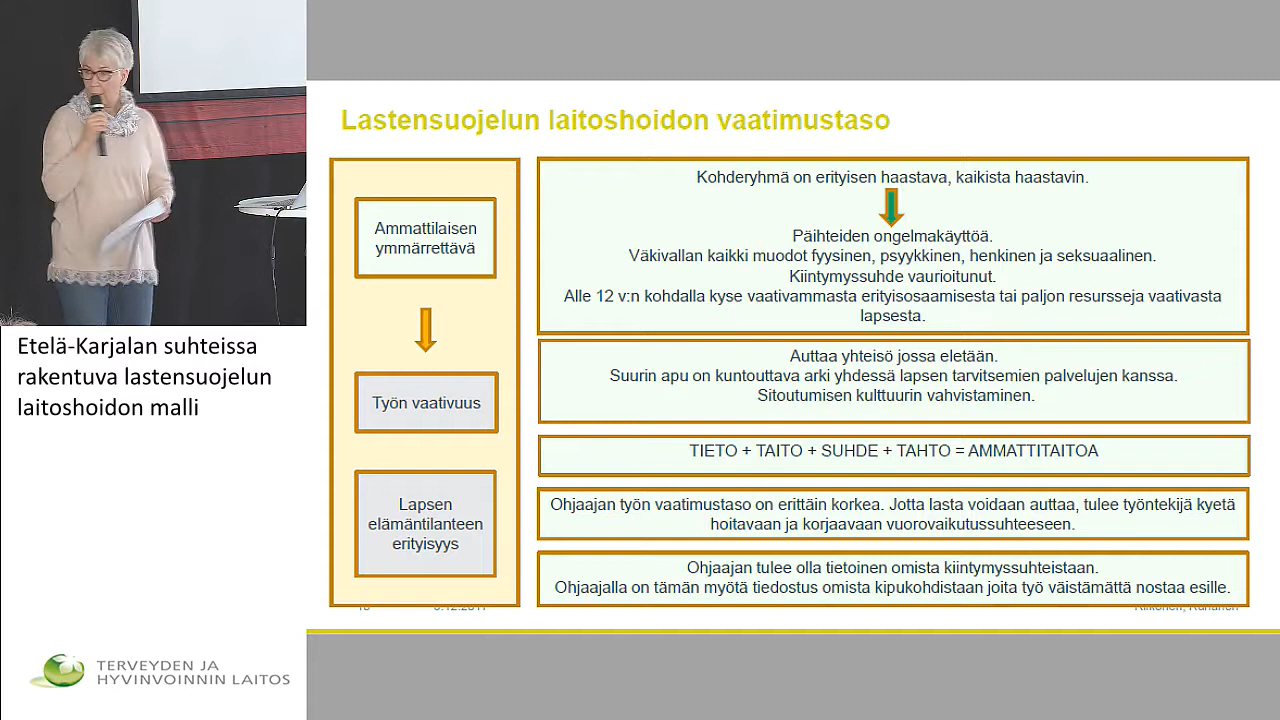 Lastensuojelun laitoshoidon vaatimustaso
Ammattilaisen
ymmärrettävä
Työn vaativuus
Lapsen
elämäntilanteen
erityisyys
Kohderyhmä on erityisen haastava, kaikista haastavin.
Päihteiden ongelmakäyttöä.
Väkivallan kaikki muodot fyysinen, psyykkinen, henkinen ja seksuaalinen.
Kiintymyssuhde vaurioitunut.
Alle 12 v:n kohdalla kyse vaativammasta erityisosaamisesta tai paljon resursseja vaativasta
lapsesta.
Auttaa yhteisö jossa eletään.
Suurin apu on kuntouttava arki yhdessä lapsen tarvitsemien palvelujen kanssa.
Sitoutumisen kulttuurin vahvistaminen.
TIETO + TAITO + SUHDE + TAHTO = AMMATTITAITOA
Ohjaajan työn vaatimustaso on erittäin korkea. Jotta lasta voidaan auttaa, tulee työntekijä kyetä
hoitavaan ja korjaavaan vuorovaikutussuhteeseen.
Ohjaajan tulee olla tietoinen omista kiintymyssuhteistaan.
Ohjaajalla on tämän myötä tiedostus omista kipukohdistaan joita työ väistämättä nostaa esille.
Etelä-Karjalan suhteissa
rakentuva lastensuojelun
laitoshoidon malli
TERVEYDEN JA
HYVINVOINNIN LAITOS